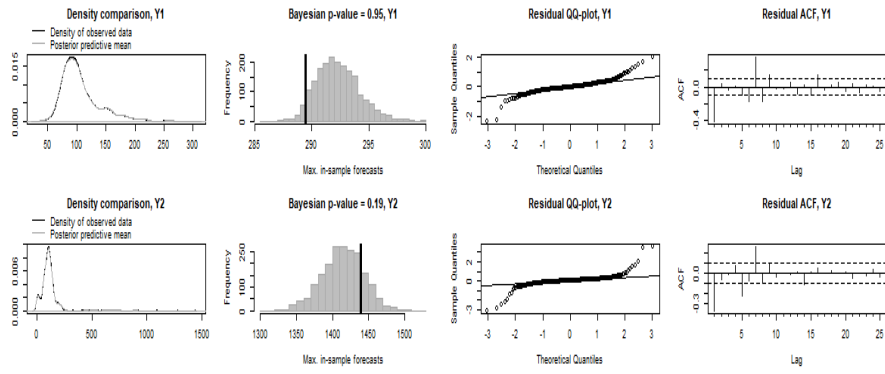 Density comparison, Y1
Density of observed data
Posterior predictive mean
0.000
0.015
50 100 150 200 250 300
Bayesian p-value = 0.95, Y1
Frequency
0 100 200
285 290 295 300
Max. in-sample forecasts
Residual QQ-plot, Y1
Sample Quantiles
-2 0 1 2
-3 -2 -1 0 1 2 3
Theoretical Quantiles
Residual ACF, Y1
ACF
-0.4 0.0
5 10 15 20 25
Lag
Density comparison, Y2
Density of observed data
Posterior predictive mean
0.000
0.006
0 500 1000 1500
Bayesian p-value = 0.19, Y2
Frequency
0 100 250
1300 1350 1400 1450 1500
Max. in-sample forecasts
Residual QQ-plot, Y2
Sample Quantiles
-2 0 2
-3 -2 -1 0 1 2 3
Theoretical Quantiles
Residual ACF, Y2
ACF
-0.3 0.0
5 10 15 20 25
Lag